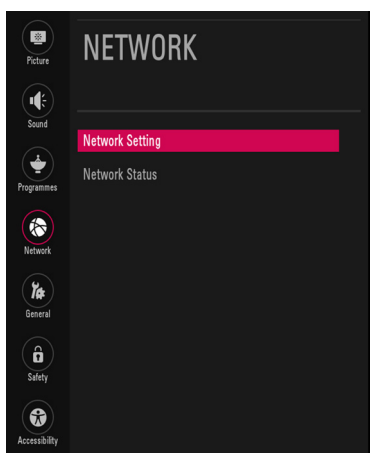 Picture
Sound
Programmes
Network
General
Safety
Accessibility
NETWORK
Network Setting
Network Status